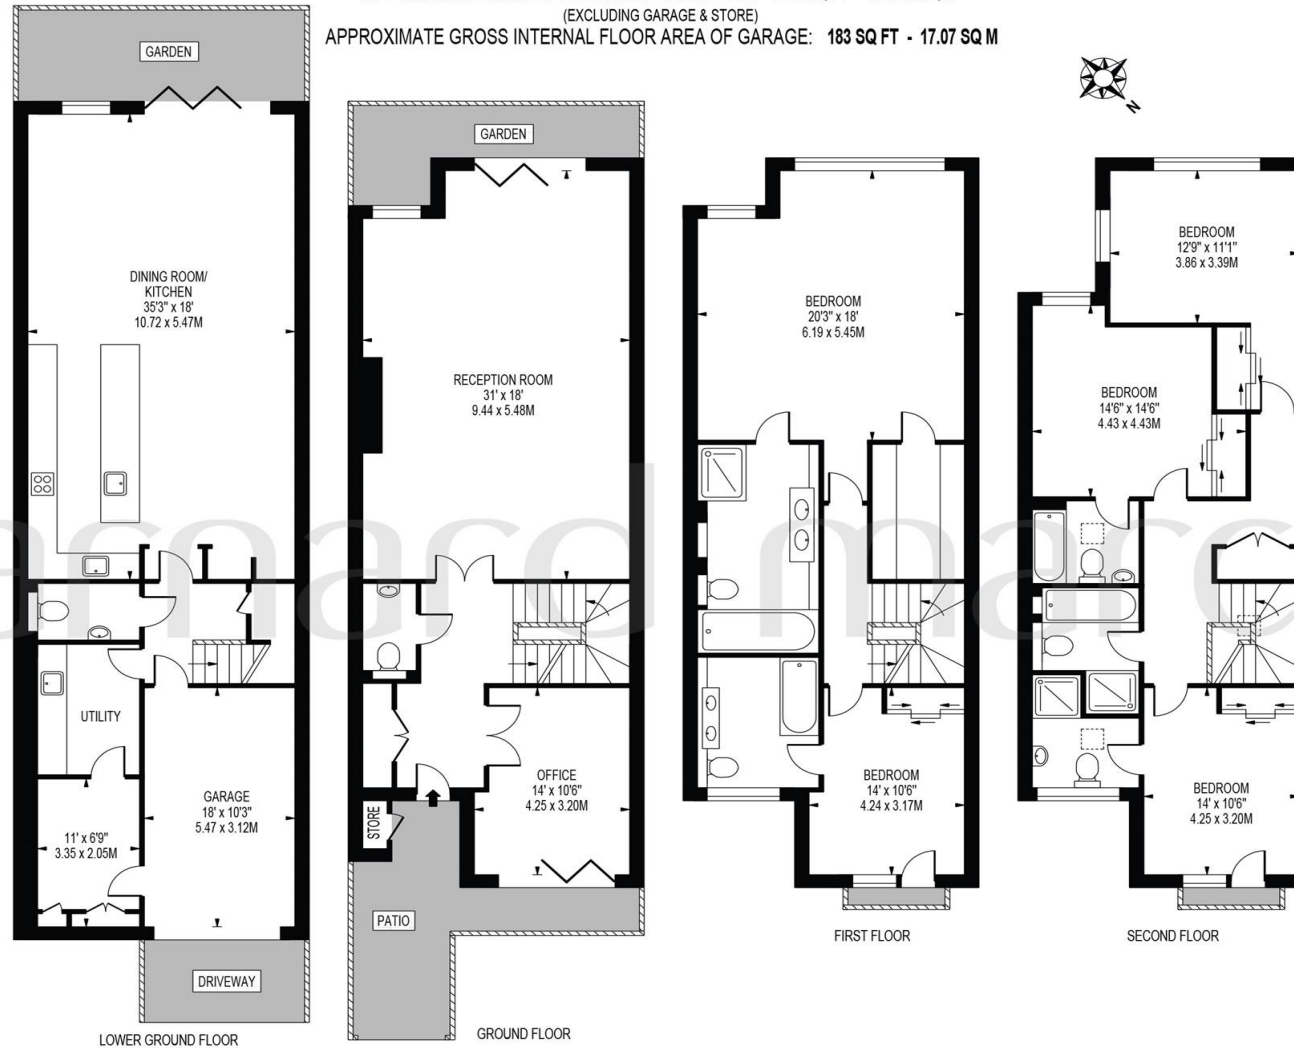 (EXCLUDING GARAGE & STORE)
APPROXIMATE GROSS INTERNAL FLOOR AREA OF GARAGE: 183 SQ FT - 17.07 SQ M
N
GARDEN
DINING ROOM/
KITCHEN
35'3" x 18'
10.72 x 5.47M
UTILITY
GARAGE
18' x 10'3"
5.47 x 3.12M
11' x 6'9"
3.35 x 2.05M
DRIVEWAY
LOWER GROUND FLOOR
GARDEN
RECEPTION ROOM
31' x 18'
9.44 x 5.48M
OFFICE
14' x 10'6"
4.25 x 3.20M
STORE
PATIO
GROUND FLOOR
BEDROOM
20'3" x 18'
6.19 x 5.45M
BEDROOM
14' x 10'6"
4.24 x 3.17M
FIRST FLOOR
BEDROOM
12'9" x 11'1"
3.86 x 3.39M
BEDROOM
14'6" x 14'6"
4.43 x 4.43M
BEDROOM
14' x 10'6"
4.25 x 3.20M
SECOND FLOOR
arnard marc